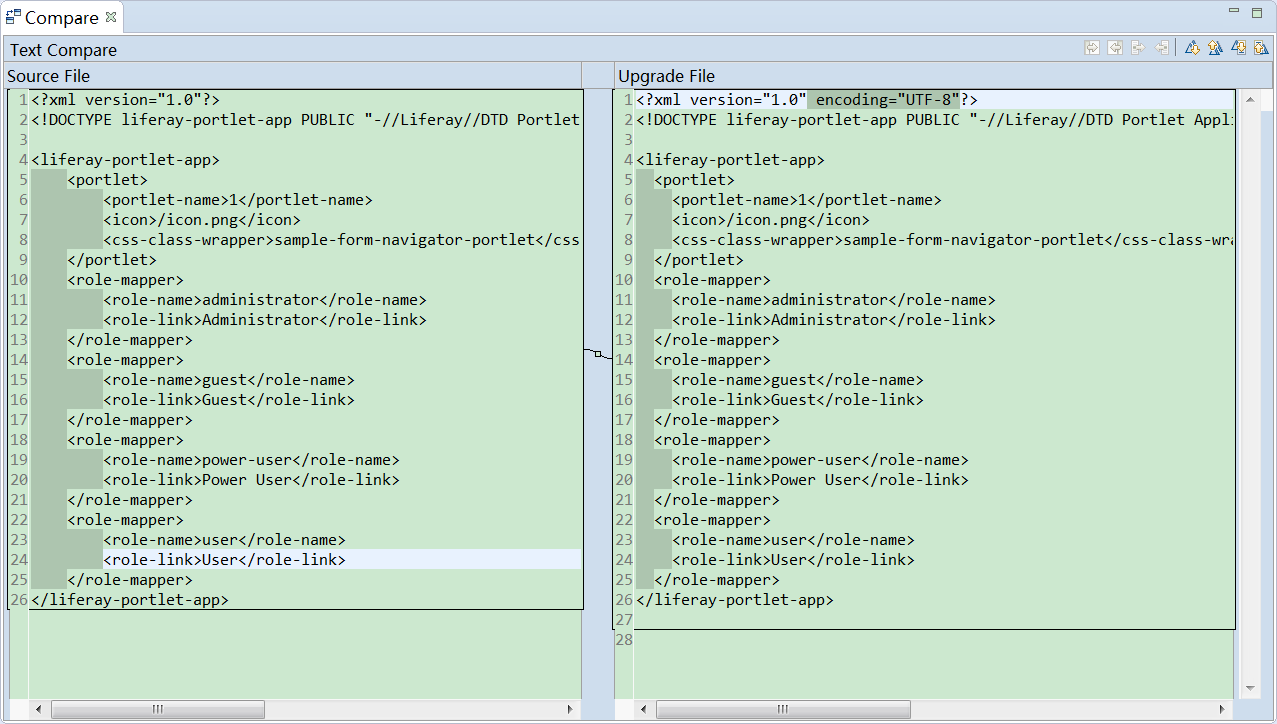 Compare
Text Compare
Source File
1 <?xml version="1.0"?>
2 <!DOCTYPE liferay-portlet-app PUBLIC "-//Liferay//DTD Portlet
3
4 <liferay-portlet-app>
5 <portlet>
6 <portlet-name>1</portlet-name>
7 <icon>/icon.png</icon>
8 <css-class-wrapper>sample-form-navigator-portlet</css
9 </portlet>
10 <role-mapper>
11 <role-name>administrator</role-name>
12 <role-link>Administrator</role-link>
13 </role-mapper>
14 <role-mapper>
15 <role-name>guest</role-name>
16 <role-link>Guest</role-link>
17 </role-mapper>
18 <role-mapper>
19 <role-name>power-user</role-name>
20 <role-link>Power User</role-link>
21 </role-mapper>
22 <role-mapper>
23 <role-name>user</role-name>
24 <role-link>User</role-link>
25 </role-mapper>
26 </liferay-portlet-app>
Upgrade File
1 <?xml version="1.0" encoding="UTF-8"?>
2 <!DOCTYPE liferay-portlet-app PUBLIC "-//Liferay//DTD Portlet Appli
3
4 <liferay-portlet-app>
5 <portlet>
6 <portlet-name>1</portlet-name>
7 <icon>/icon.png</icon>
8 <css-class-wrapper>sample-form-navigator-portlet</css-class-wra
9 </portlet>
10 <role-mapper>
11 <role-name>administrator</role-name>
12 <role-link>Administrator</role-link>
13 </role-mapper>
14 <role-mapper>
15 <role-name>guest</role-name>
16 <role-link>Guest</role-link>
17 </role-mapper>
18 <role-mapper>
19 <role-name>power-user</role-name>
20 <role-link>Power User</role-link>
21 </role-mapper>
22 <role-mapper>
23 <role-name>user</role-name>
24 <role-link>User</role-link>
25 </role-mapper>
26 </liferay-portlet-app>
27
28